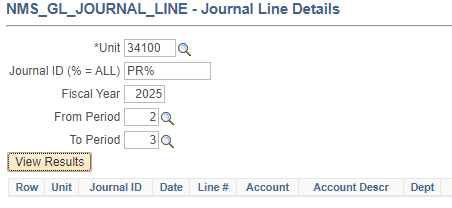 NMS_GL_JOURNAL_LINE - Journal Line Details
*Unit 34100
Journal ID (% = ALL) PR%
Fiscal Year 2025
From Period 2
To Period 3
View Results
Row Unit Journal ID Date Line # Account Account Descr Dept